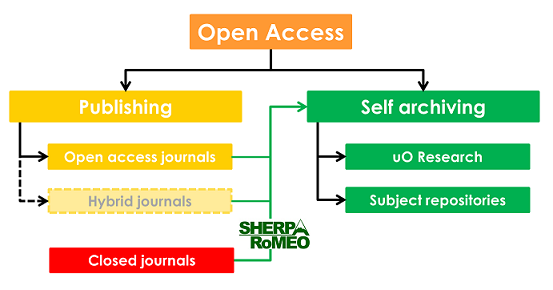 Open Access
Publishing
Self archiving
Open access journals
uO Research
Hybrid journals
Subject repositories
SHERPA
RoMEO
Closed journals